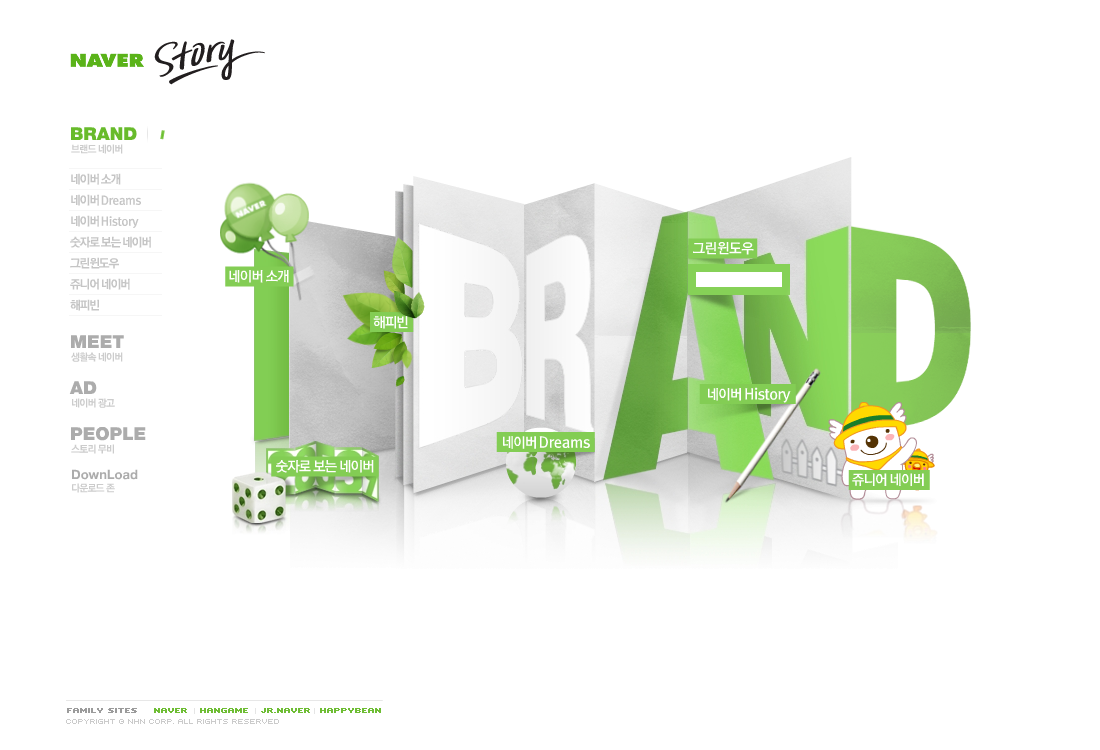 NAVER Story
BRAND
브랜드 네이버
네이버 소개
네이버 Dreams
네이버 History
숫자로 보는 네이버
그린윈도우
쥬니어 네이버
해피빈
MEET
생활속 네이버
AD
네이버 광고
PEOPLE
스토리 무비
DownLoad
다운로드 존
NAVER
네이버 소개
해피빈
BRAND
그린윈도우
네이버 History
네이버 Dreams
숫자로 보는 네이버
쥬니어 네이버
FAMILY SITES NAVER HANGAME JR.NAVER HAPPYBEAN
COPYRIGHT © NHN CORP. ALL RIGHTS RESERVED